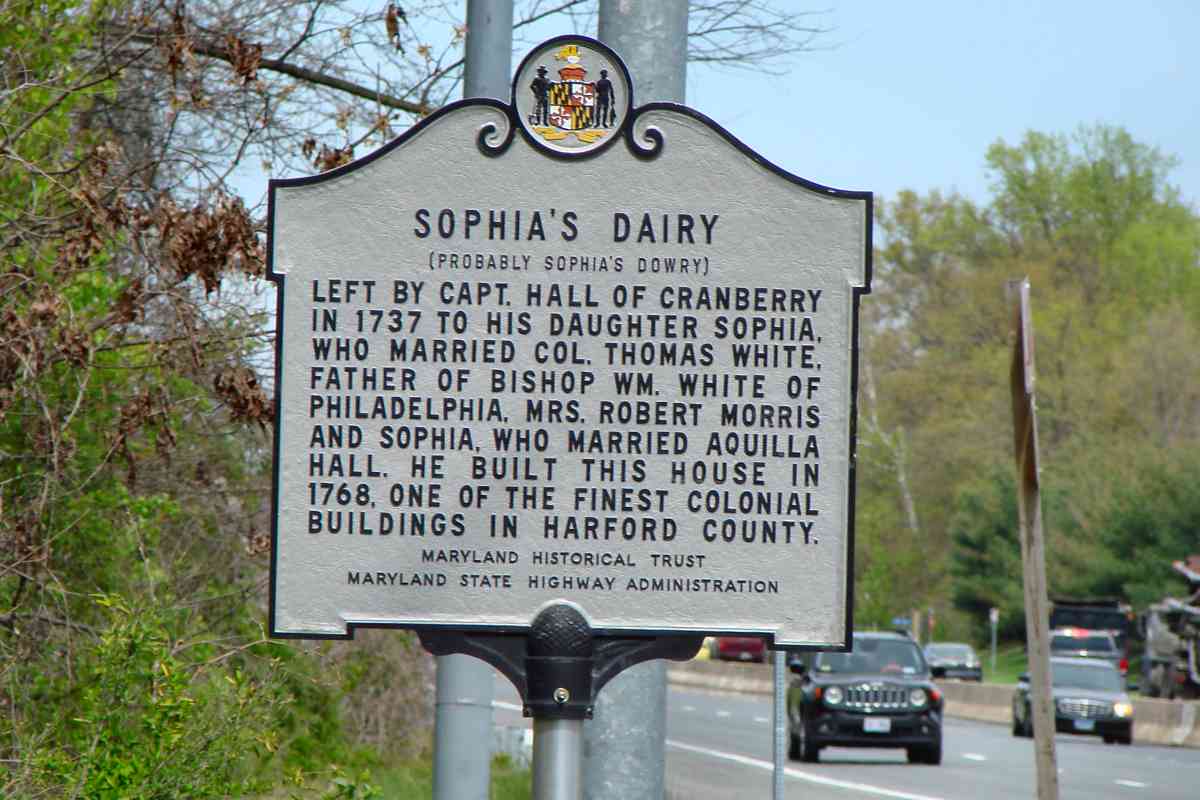 SOPHIA'S DAIRY
(PROBABLY SOPHIA'S DOWRY)
LEFT BY CAPT. HALL OF CRANBERRY
IN 1737 TO HIS DAUGHTER SOPHIA,
WHO MARRIED COL. THOMAS WHITE,
FATHER OF BISHOP WM. WHITE OF
PHILADELPHIA, MRS. ROBERT MORRIS
AND SOPHIA, WHO MARRIED AQUILLA
HALL. HE BUILT THIS HOUSE IN
1768, ONE OF THE FINEST COLONIAL
BUILDINGS IN HARFORD COUNTY.
MARYLAND HISTORICAL TRUST
MARYLAND STATE HIGHWAY ADMINISTRATION